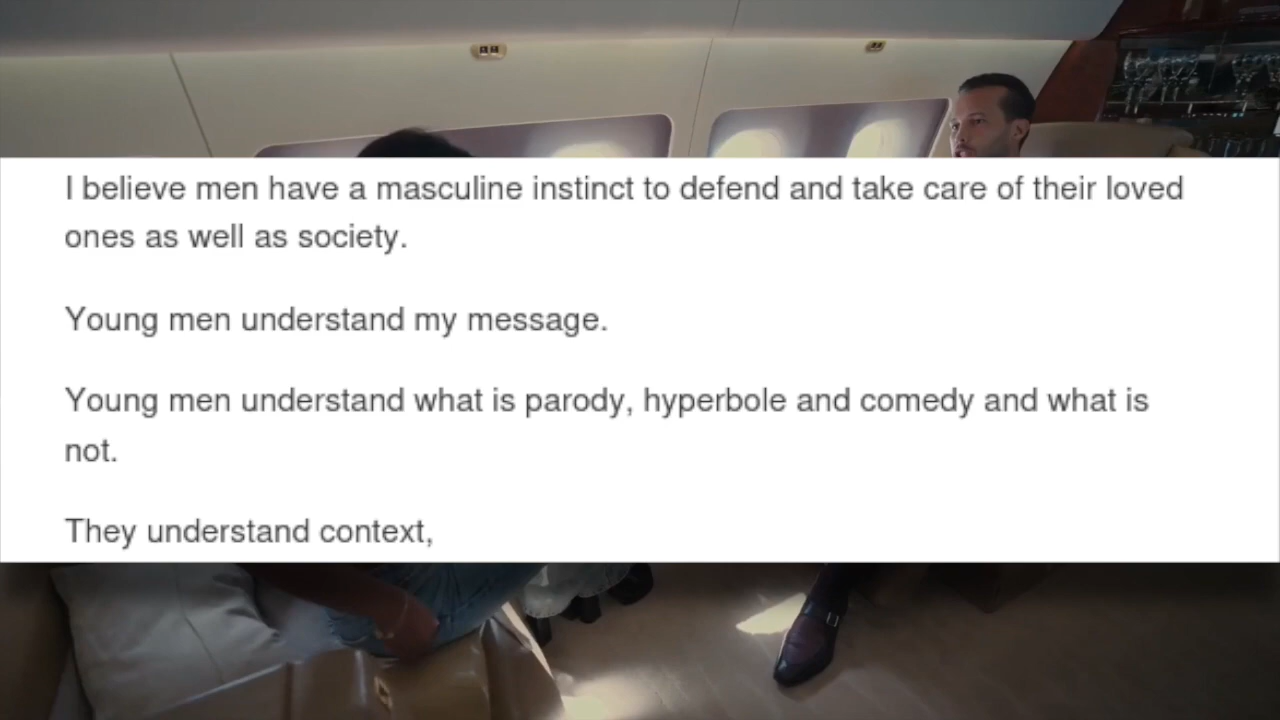 I believe men have a masculine instinct to defend and take care of their loved
ones as well as society.
Young men understand my message.
Young men understand what is parody, hyperbole and comedy and what is
not.
They understand context,